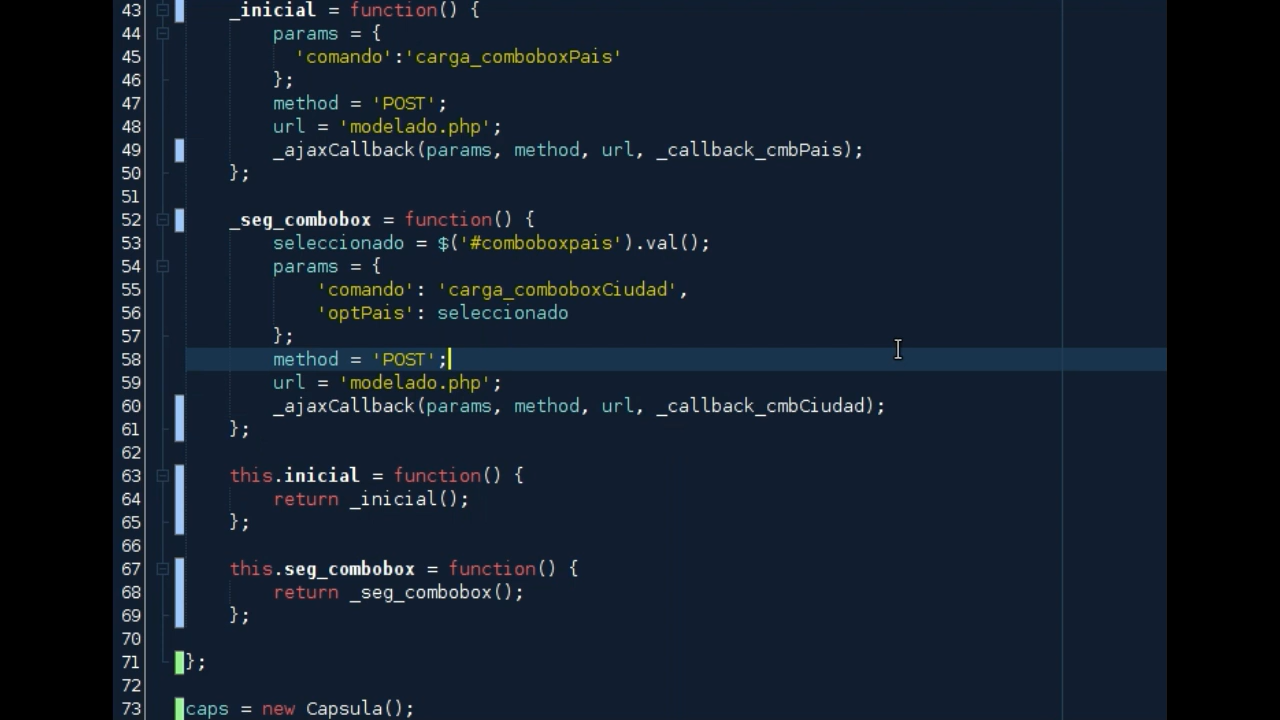 43 _inicial = function() {
44 params = {
45 'comando':'carga_comboboxPais'
46 };
47 method = 'POST';
48 url = 'modelado.php';
49 _ajaxCallback(params, method, url, _callback_cmbPais);
50 };
51
52 _seg_combobox = function() {
53 seleccionado = $('#comboboxpais').val();
54 params = {
55 'comando': 'carga_comboboxCiudad',
56 'optPais': seleccionado
57 };
58 method = 'POST';
59 url = 'modelado.php';
60 _ajaxCallback(params, method, url, _callback_cmbCiudad);
61 };
62
63 this.inicial = function() {
64 return _inicial();
65 };
66
67 this.seg_combobox = function() {
68 return _seg_combobox();
69 };
70
71 };
72
73 caps = new Capsula();